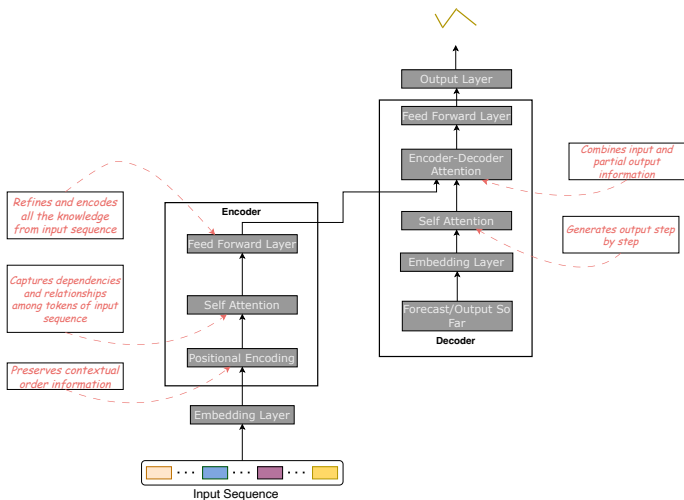 Output Layer
Feed Forward Layer
Encoder-Decoder
Attention
Combines input and
partial output
information
Refines and encodes
all the knowledge
from input sequence
Encoder
Feed Forward Layer
Self Attention
Generates output step
by step
Embedding Layer
Captures dependencies
and relationships
among tokens of input
sequence
Self Attention
Forecast/Output So
Far
Decoder
Positional Encoding
Preserves contextual
order information
Embedding Layer
... ... ...
Input Sequence